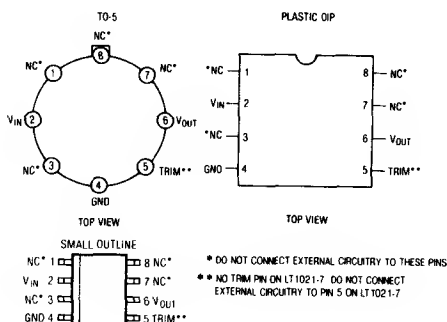 TO-5
NC*
NC*
8
NC*
1
7
VIN
2
6
VOUT
NC*
3
5
TRIM**
4
GND
TOP VIEW
PLASTIC DIP
*NC
1
8
NC*
VIN
2
7
NC*
*NC
3
6
VOUT
GND
4
5
TRIM**
TOP VIEW
SMALL OUTLINE
NC* 1
8 NC*
VIN 2
7 NC*
NC* 3
6 VOUT
GND 4
5 TRIM**
* DO NOT CONNECT EXTERNAL CIRCUITRY TO THESE PINS
** NO TRIM PIN ON LT1021-7 DO NOT CONNECT
EXTERNAL CIRCUITRY TO PIN 5 ON LT1021-7